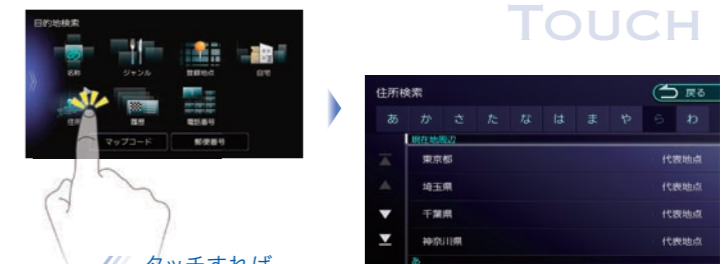 TOUCH
目的地検索
名称 ジャンル 登録地点 自宅
住所 履歴 電話番号
マップコード 郵便番号
タッチすれば
住所検索 戻る
あ か さ た な は ま や ら わ
現在地周辺
東京都 代表地点
埼玉県 代表地点
千葉県 代表地点
神奈川県 代表地点
あ